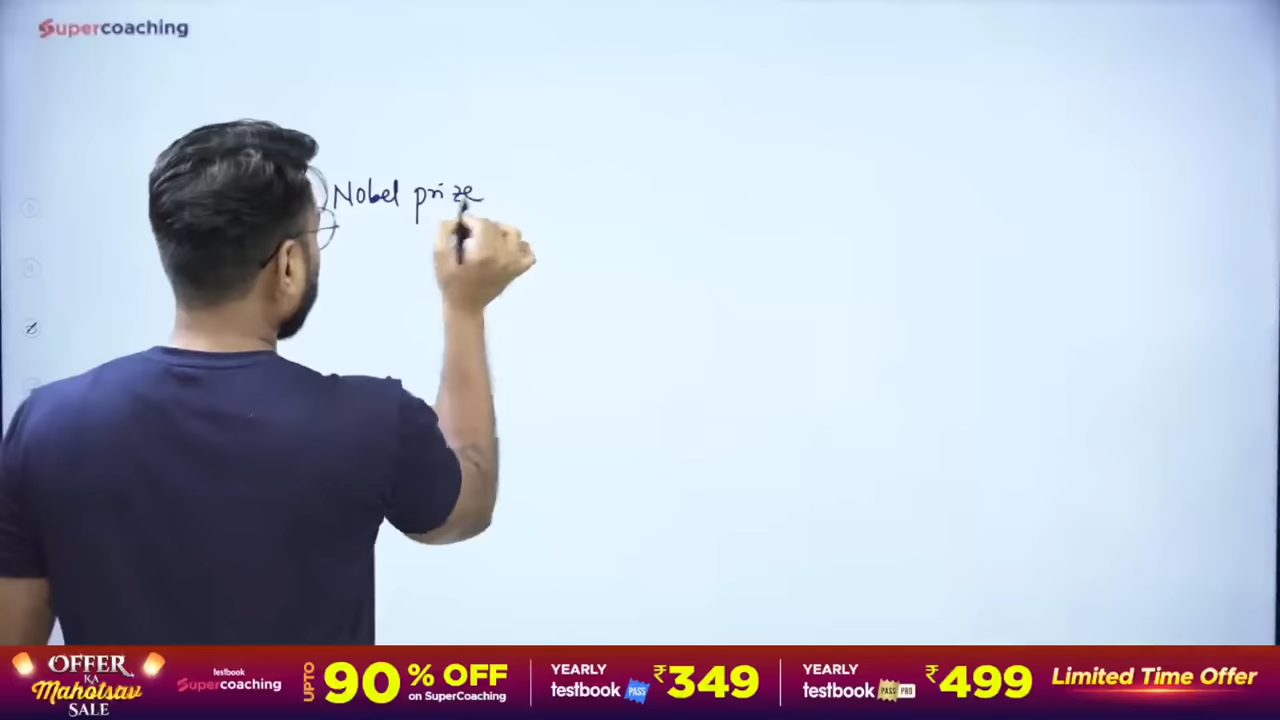 Supercoaching
Nobel prize
OFFER
KA
Mahotsav
SALE
testbook
Supercoaching
UPTO 90% OFF
on SuperCoaching
YEARLY
testbook PASS
₹349
YEARLY
testbook PASS PRO
₹499
Limited Time Offer